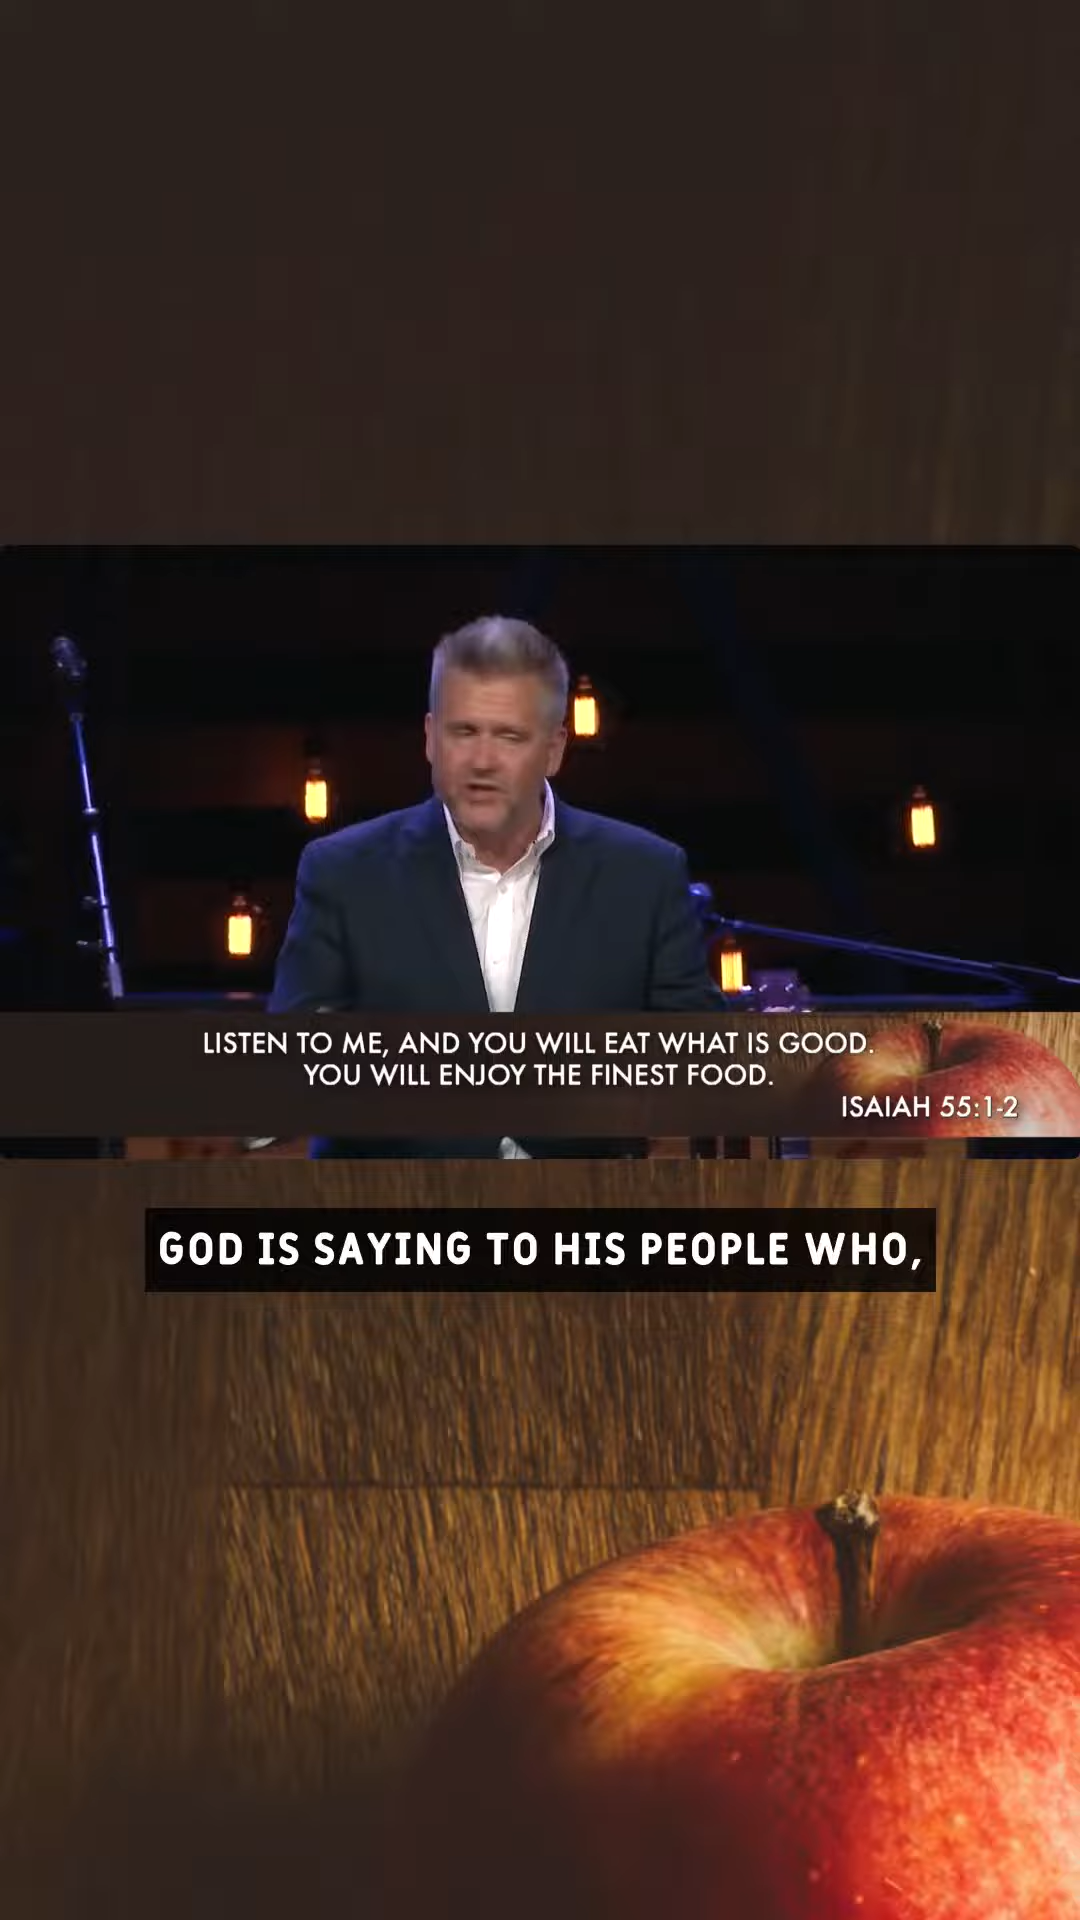 LISTEN TO ME, AND YOU WILL EAT WHAT IS GOOD.
YOU WILL ENJOY THE FINEST FOOD.
ISAIAH 55:1-2
GOD IS SAYING TO HIS PEOPLE WHO,